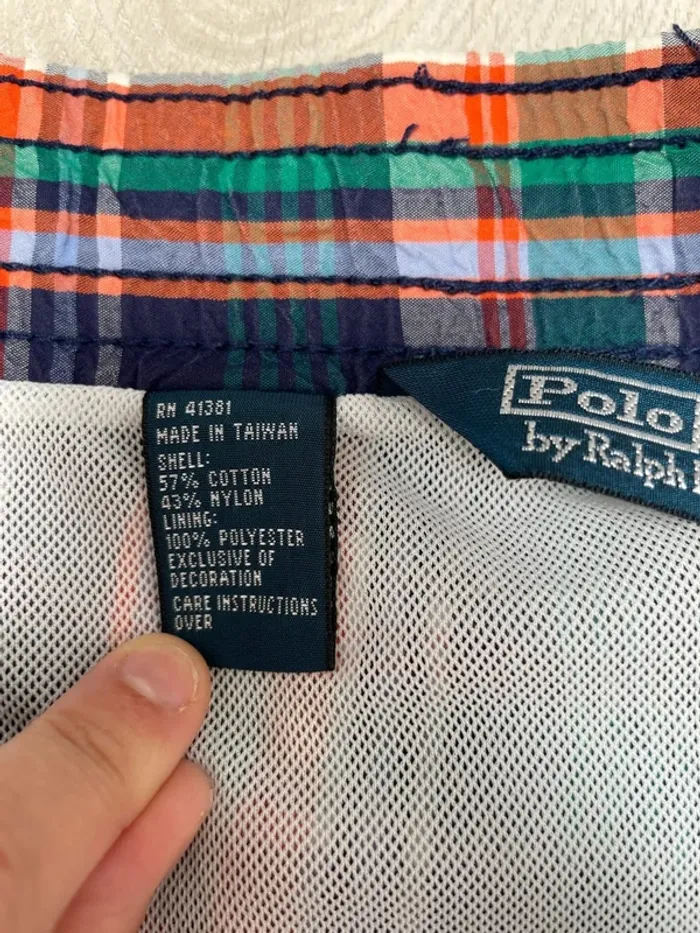 RN 41381
MADE IN TAIWAN
SHELL:
57% COTTON
43% NYLON
LINING:
100% POLYESTER
EXCLUSIVE OF
DECORATION
CARE INSTRUCTIONS
OVER
Polo
by Ralph